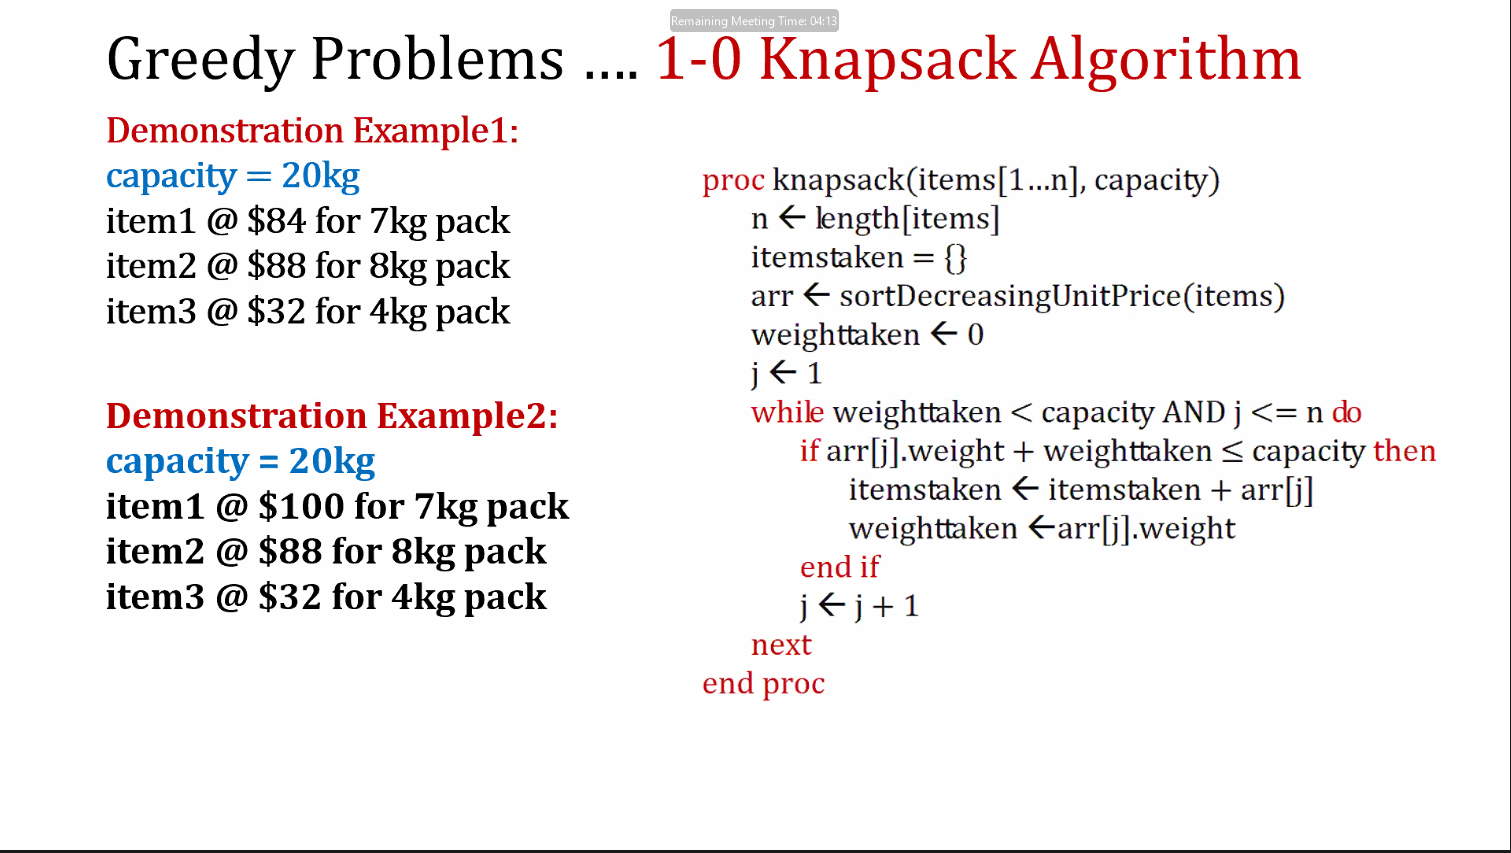 Remaining Meeting Time: 04:13
Greedy Problems .... 1-0 Knapsack Algorithm
Demonstration Example1:
capacity = 20kg
item1 @ $84 for 7kg pack
item2 @ $88 for 8kg pack
item3 @ $32 for 4kg pack
Demonstration Example2:
capacity = 20kg
item1 @ $100 for 7kg pack
item2 @ $88 for 8kg pack
item3 @ $32 for 4kg pack
proc knapsack(items[1...n], capacity)
n ← length[items]
itemstaken = {}
arr ← sortDecreasingUnitPrice(items)
weighttaken ← 0
j ← 1
while weighttaken < capacity AND j <= n do
if arr[j].weight + weighttaken ≤ capacity then
itemstaken ← itemstaken + arr[j]
weighttaken ←arr[j].weight
end if
j ← j + 1
next
end proc